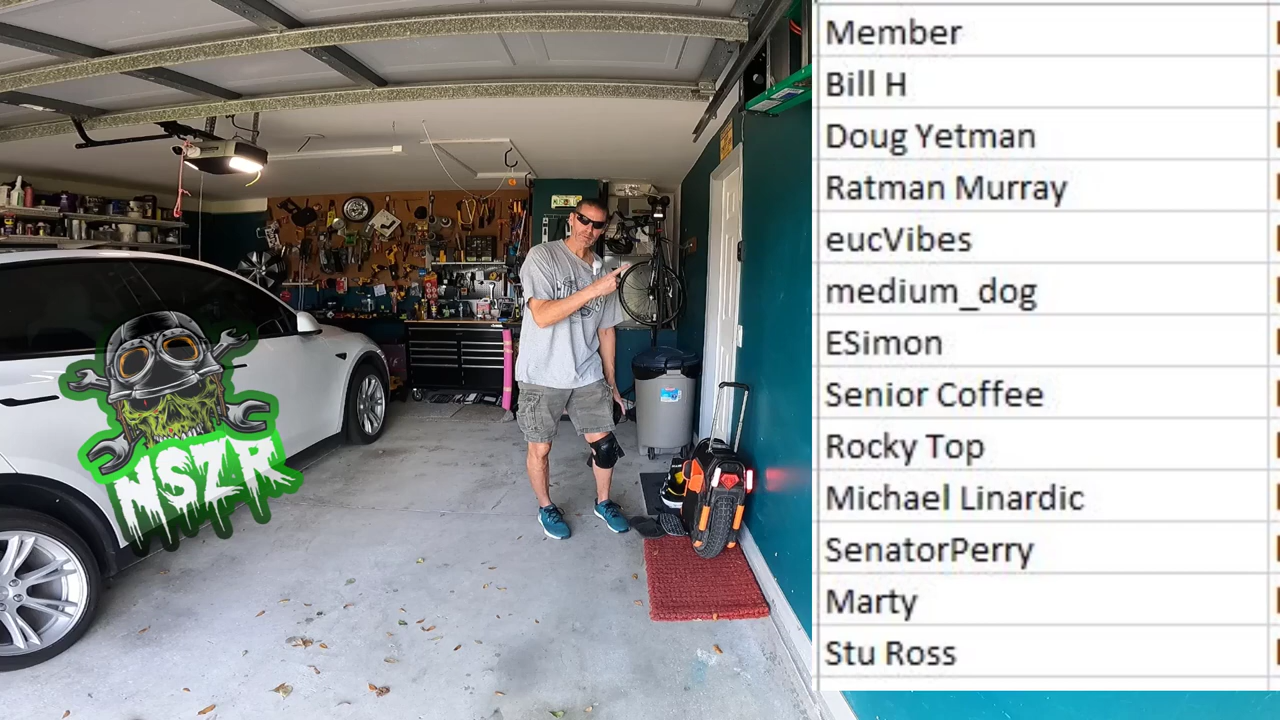 NSZR
Member
Bill H
Doug Yetman
Ratman Murray
eucVibes
medium_dog
ESimon
Senior Coffee
Rocky Top
Michael Linardic
SenatorPerry
Marty
Stu Ross